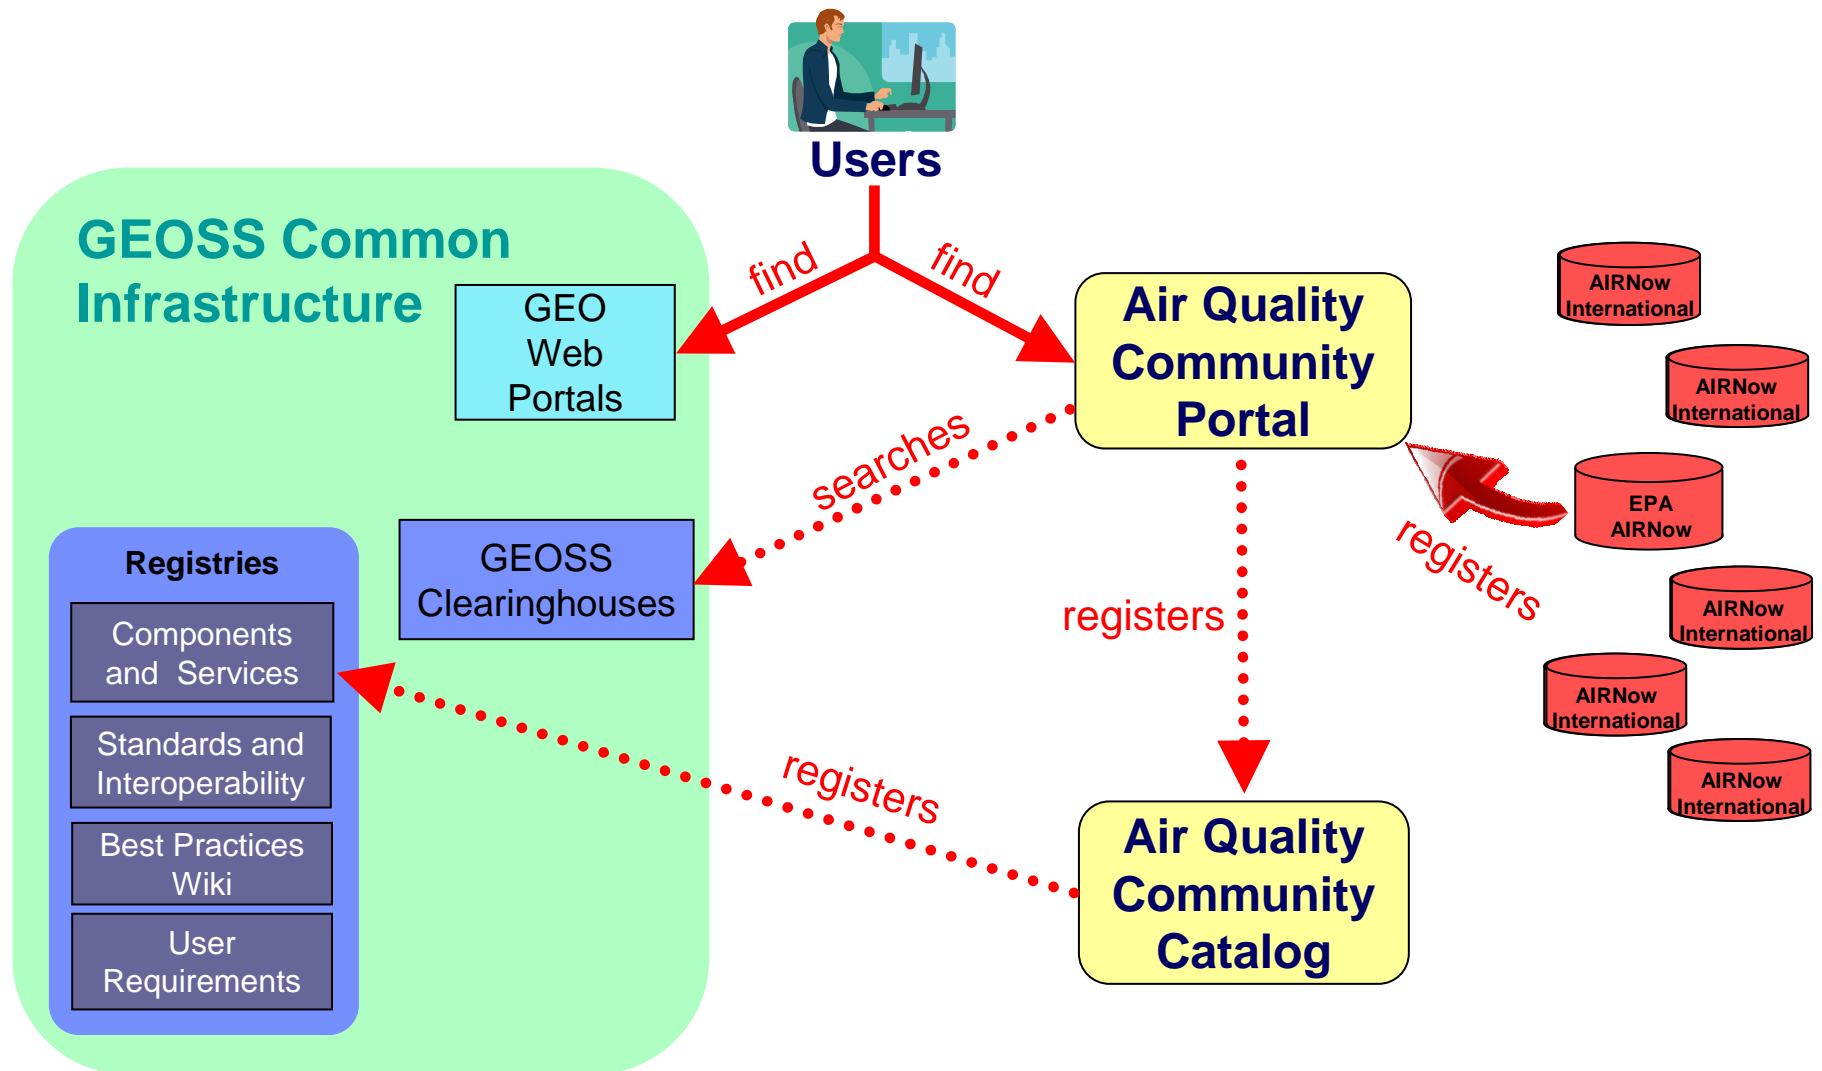 Users
GEOSS Common
Infrastructure
find
find
GEO
Web
Portals
Air Quality
Community
Portal
AIRNow
International
AIRNow
International
searches
EPA
AIRNow
registers
Registries
GEOSS
Clearinghouses
registers
AIRNow
International
Components
and Services
AIRNow
International
Standards and
Interoperability
registers
AIRNow
International
Best Practices
Wiki
Air Quality
Community
Catalog
User
Requirements